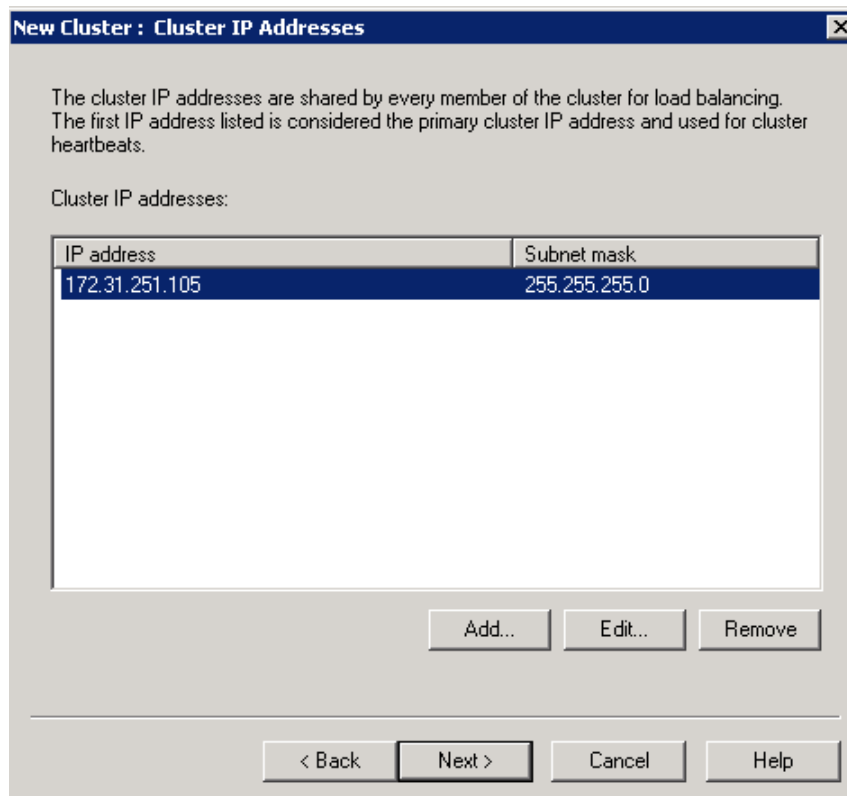 New Cluster : Cluster IP Addresses
The cluster IP addresses are shared by every member of the cluster for load balancing.
The first IP address listed is considered the primary cluster IP address and used for cluster
heartbeats.
Cluster IP addresses:
IP address Subnet mask
172.31.251.105 255.255.255.0
Add... Edit... Remove
< Back Next > Cancel Help